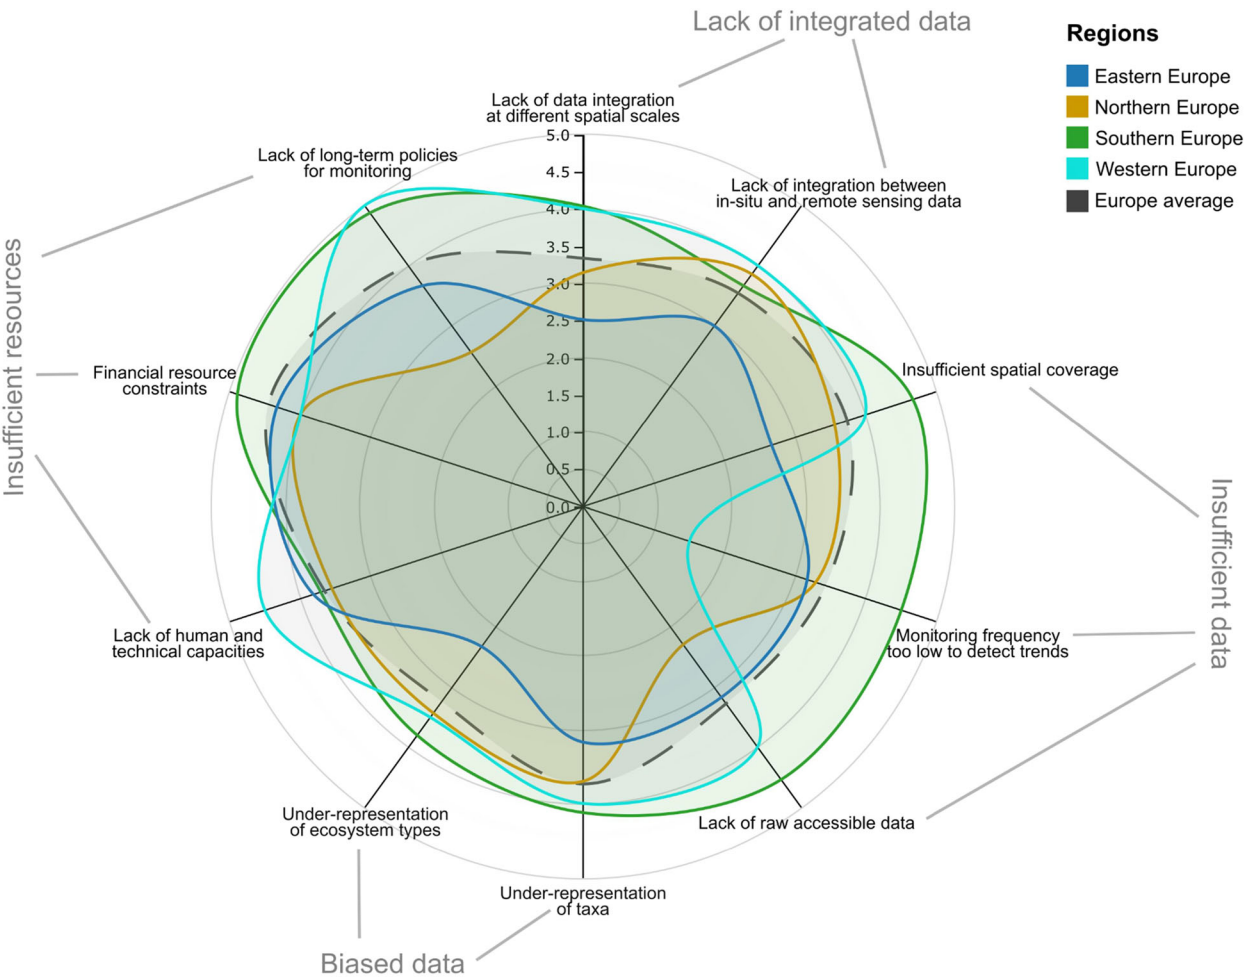 Lack of integrated data
Regions
Eastern Europe
Northern Europe
Southern Europe
Western Europe
Europe average
Lack of data integration
at different spatial scales
Lack of long-term policies
for monitoring
Lack of integration between
in-situ and remote sensing data
5.0
4.5
4.0
3.5
3.0
2.5
2.0
1.5
1.0
0.5
0.0
Insufficient resources
Financial resource
constraints
Insufficient spatial coverage
Insufficient data
Lack of human and
technical capacities
Monitoring frequency
too low to detect trends
Under-representation
of ecosystem types
Lack of raw accessible data
Under-representation
of taxa
Biased data